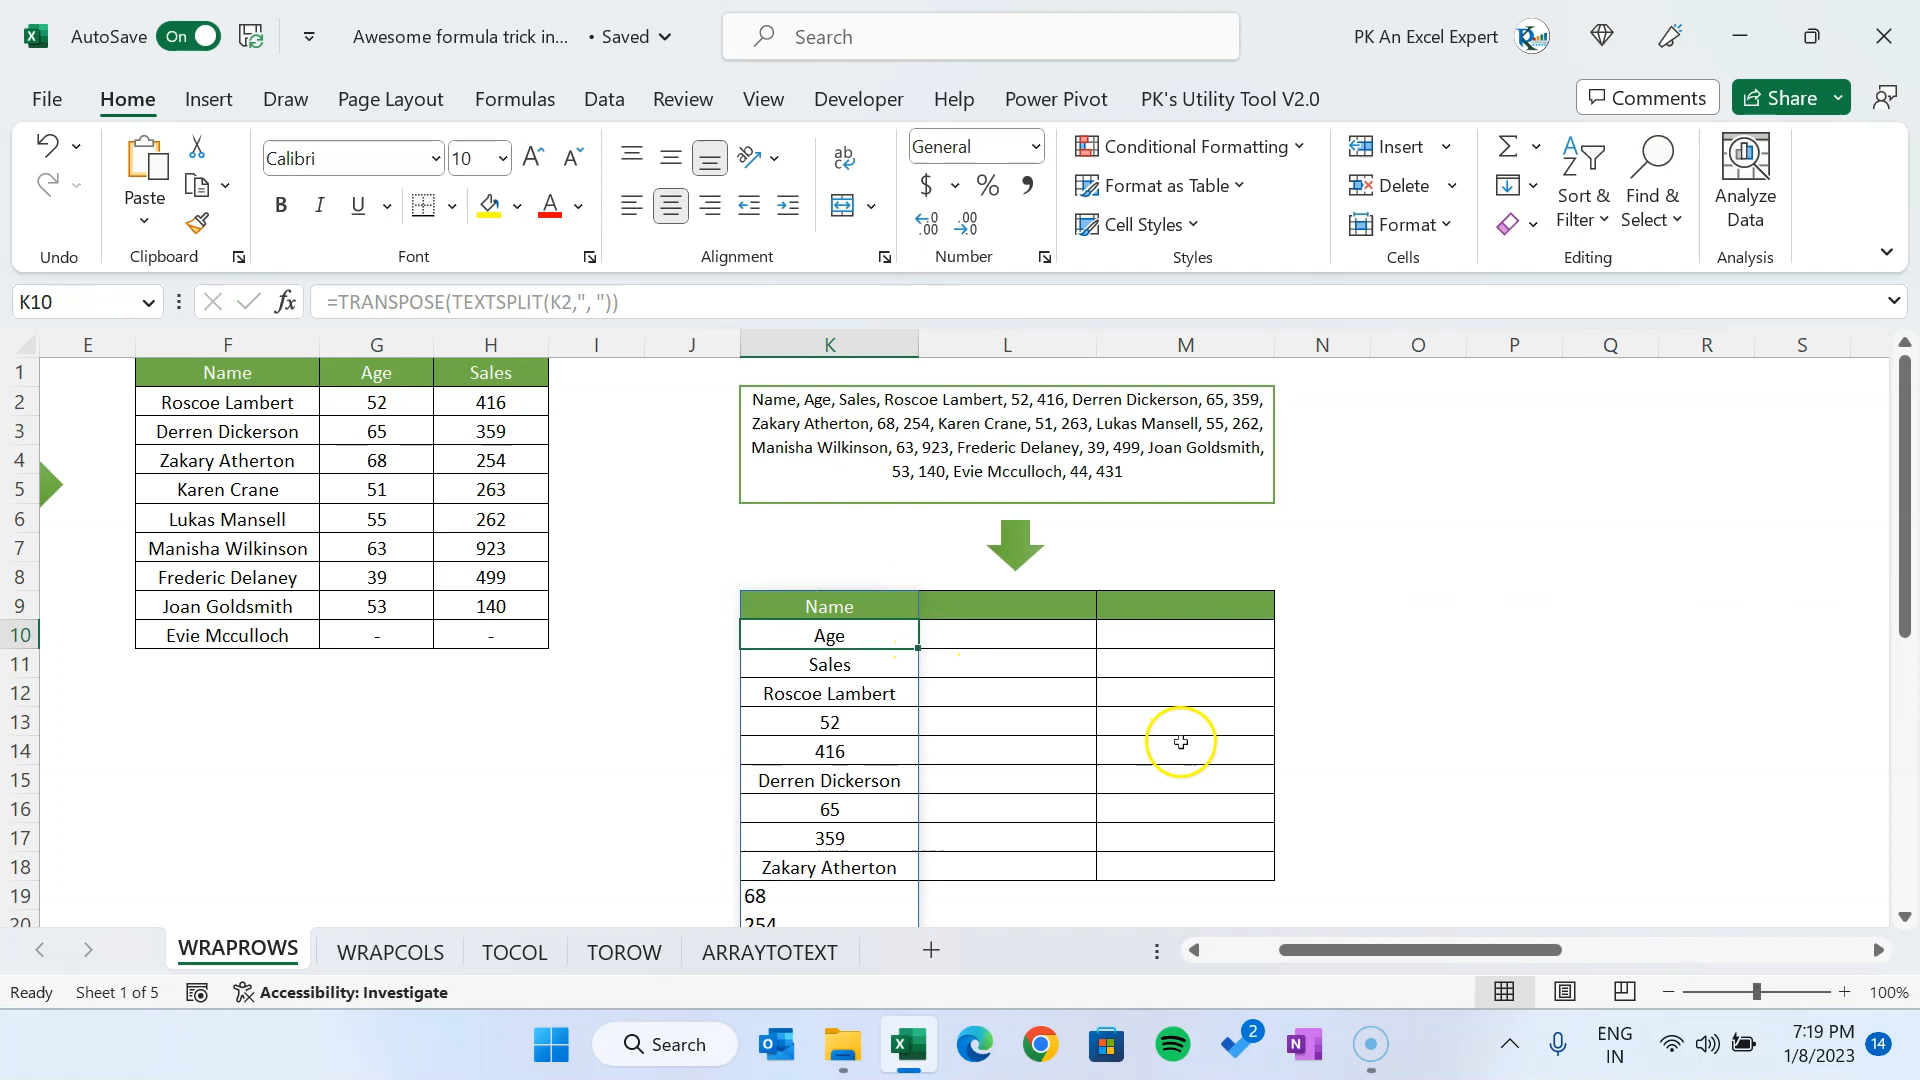 AutoSave On Awesome formula trick in... • Saved Search PK An Excel Expert
File Home Insert Draw Page Layout Formulas Data Review View Developer Help Power Pivot PK's Utility Tool V2.0 Comments Share
Undo
Paste
Clipboard
Calibri 10
B I U A
Font
ab
Alignment
General
$ % 9
.00 .00
Number
Conditional Formatting
Format as Table
Cell Styles
Styles
Insert
Delete
Format
Cells
Sort & Filter
Find & Select
Editing
Analyze Data
Analysis
K10 fx =TRANSPOSE(TEXTSPLIT(K2,", "))
E F G H I J K L M N O P Q R S
1 Name Age Sales
2 Roscoe Lambert 52 416
3 Derren Dickerson 65 359
4 Zakary Atherton 68 254
5 Karen Crane 51 263
6 Lukas Mansell 55 262
7 Manisha Wilkinson 63 923
8 Frederic Delaney 39 499
9 Joan Goldsmith 53 140
10 Evie Mcculloch - -
Name, Age, Sales, Roscoe Lambert, 52, 416, Derren Dickerson, 65, 359,
Zakary Atherton, 68, 254, Karen Crane, 51, 263, Lukas Mansell, 55, 262,
Manisha Wilkinson, 63, 923, Frederic Delaney, 39, 499, Joan Goldsmith,
53, 140, Evie Mcculloch, 44, 431
Name
Age
11 Sales
12 Roscoe Lambert
13 52
14 416
15 Derren Dickerson
16 65
17 359
18 Zakary Atherton
19 68
20 254
WRAPROWS WRAPCOLS TOCOL TOROW ARRAYTOTEXT
Ready Sheet 1 of 5 Accessibility: Investigate 100%
Search 2 ENG IN 7:19 PM 1/8/2023 14